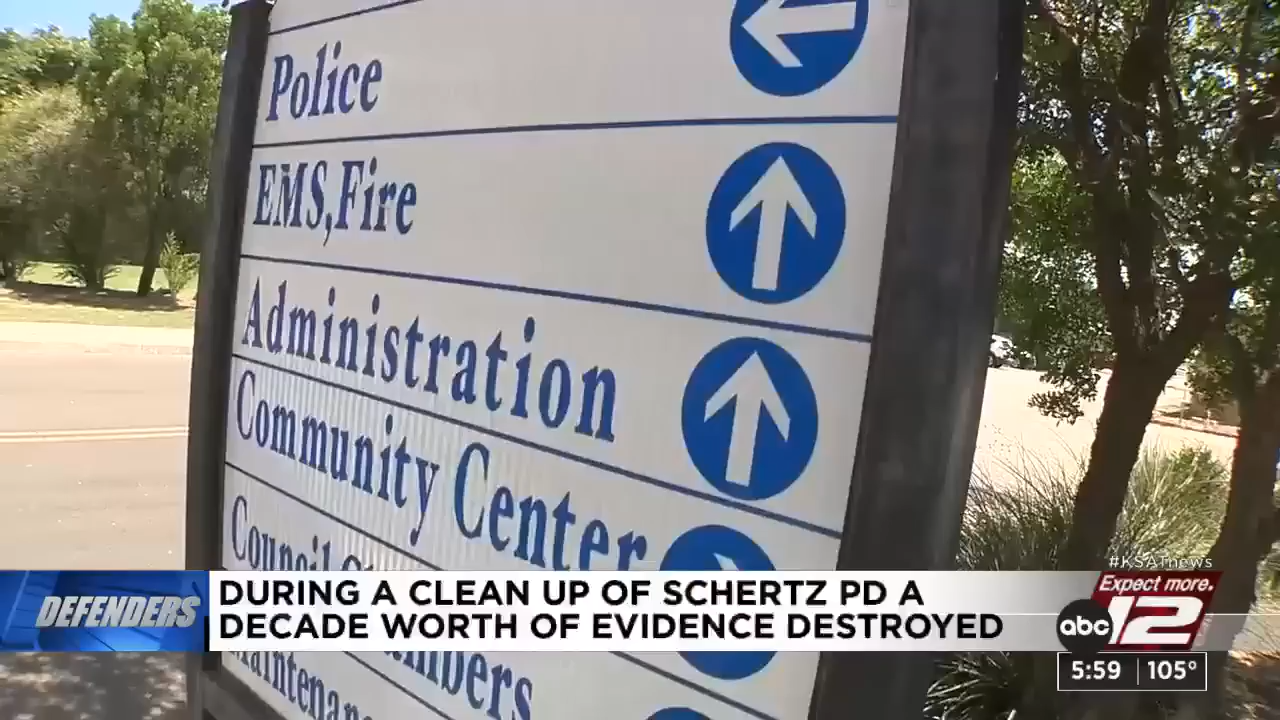 Police
EMS,Fire
Administration
Community Center
Council
#KSATnews
Expect more.
DEFENDERS
DURING A CLEAN UP OF SCHERTZ PD A
DECADE WORTH OF EVIDENCE DESTROYED
abc 12
5:59 105°